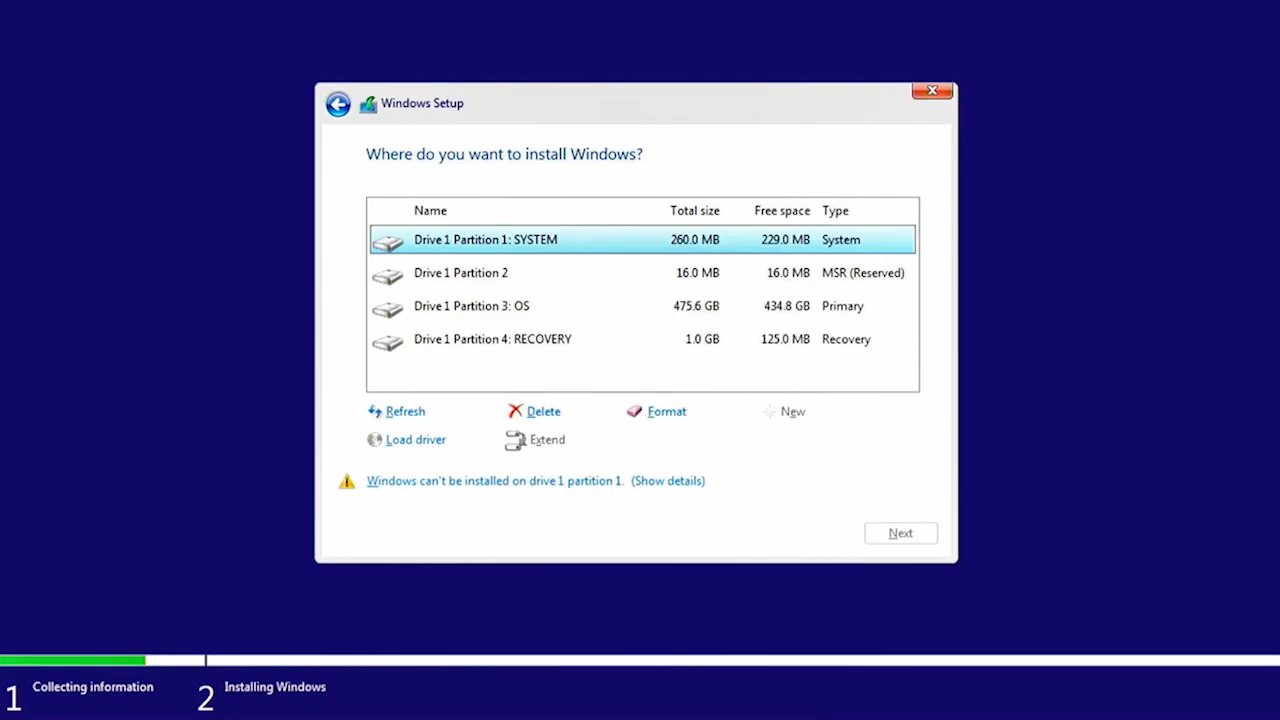 Windows Setup
Where do you want to install Windows?
Name Total size Free space Type
Drive 1 Partition 1: SYSTEM 260.0 MB 229.0 MB System
Drive 1 Partition 2 16.0 MB 16.0 MB MSR (Reserved)
Drive 1 Partition 3: OS 475.6 GB 434.8 GB Primary
Drive 1 Partition 4: RECOVERY 1.0 GB 125.0 MB Recovery
Refresh Delete Format New
Load driver Extend
Windows can't be installed on drive 1 partition 1. (Show details)
Next
1 Collecting information 2 Installing Windows